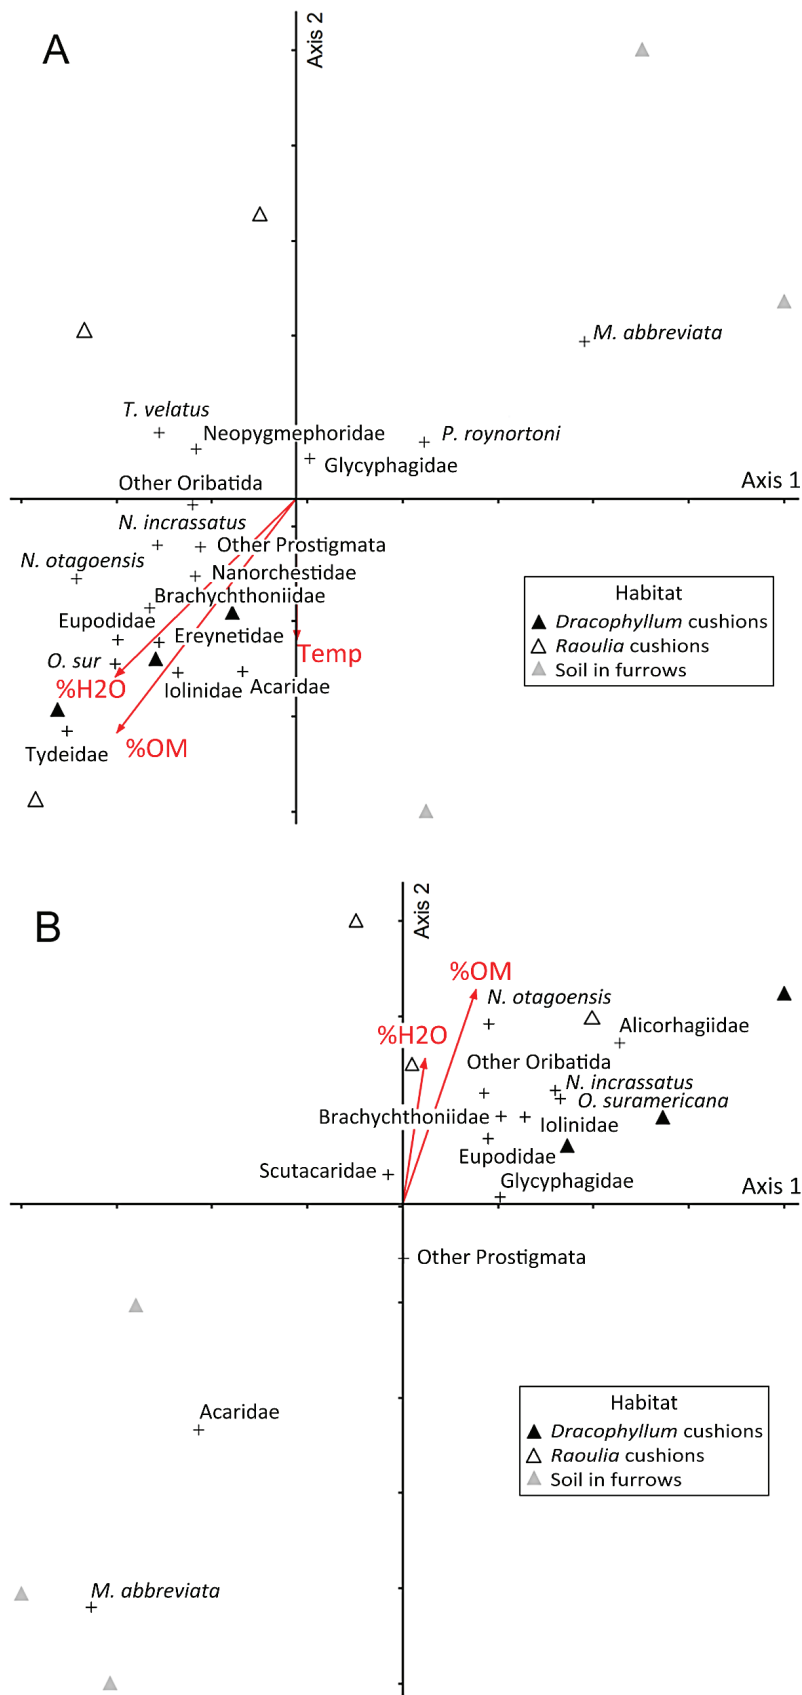 A
Axis 2
M. abbreviata
T. velatus
Neopygmephoridae
P. roynortoni
Glycyphagidae
Axis 1
Other Oribatida
N. incrassatus
Other Prostigmata
N. otagoensis
Nanorchestidae
Brachychthoniidae
Eupodidae
Ereynetidae
Temp
O. sur
%H2O
Iolinidae
Acaridae
%OM
Tydeidae
Habitat
Dracophyllum cushions
Raoulia cushions
Soil in furrows
B
Axis 2
%OM
N. otagoensis
%H2O
Alicorhagiidae
Other Oribatida
N. incrassatus
O. suramericana
Brachychthoniidae
Iolinidae
Eupodidae
Scutacaridae
Glycyphagidae
Axis 1
Other Prostigmata
Acaridae
Habitat
Dracophyllum cushions
Raoulia cushions
Soil in furrows
M. abbreviata